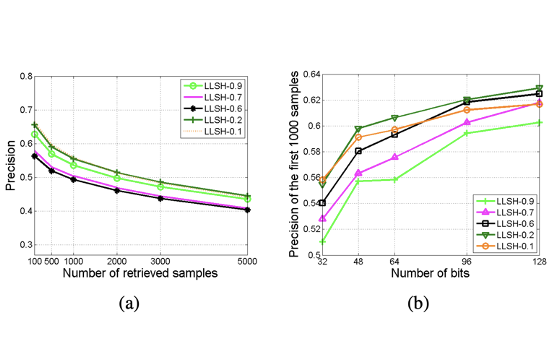 0.8
0.7
0.6
0.5
0.4
0.3
Precision
LLSH-0.9
LLSH-0.7
LLSH-0.6
LLSH-0.2
LLSH-0.1
100 500 1000 2000 3000 5000
Number of retrieved samples
(a)
0.64
0.62
0.6
0.58
0.56
0.54
0.52
0.5
Precision of the first 1000 samples
LLSH-0.9
LLSH-0.7
LLSH-0.6
LLSH-0.2
LLSH-0.1
32 48 64 96 128
Number of bits
(b)